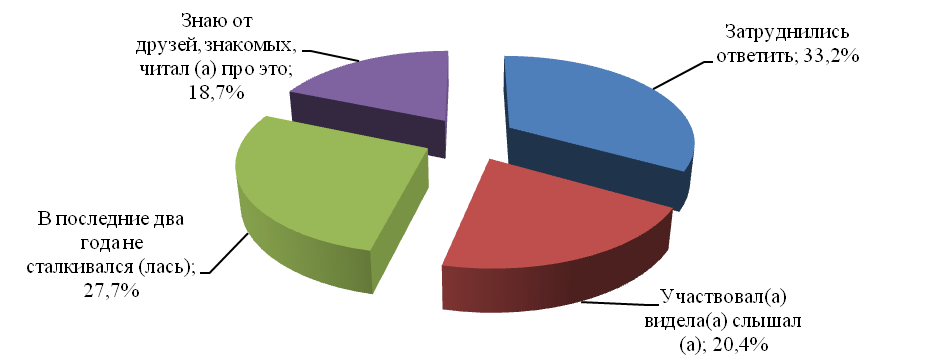 Знаю от
друзей, знакомых,
читал (а) про это;
18,7%
Затруднились
ответить; 33,2%
В последние два
года не
сталкивался (лась);
27,7%
Участвовал(а)
видела(а) слышал
(а); 20,4%